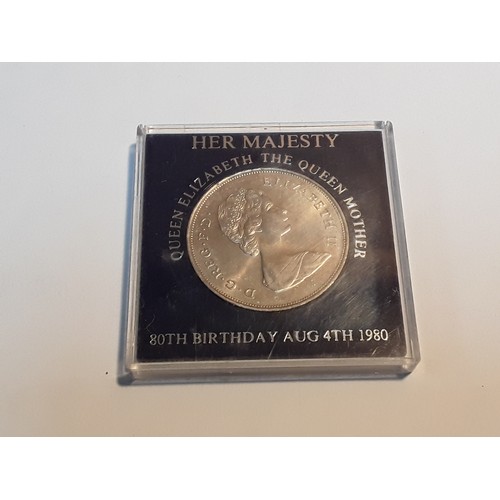 HER MAJESTY
QUEEN ELIZABETH THE QUEEN MOTHER
D·G·REG·F·D· ELIZABETH II
80TH BIRTHDAY AUG 4TH 1980